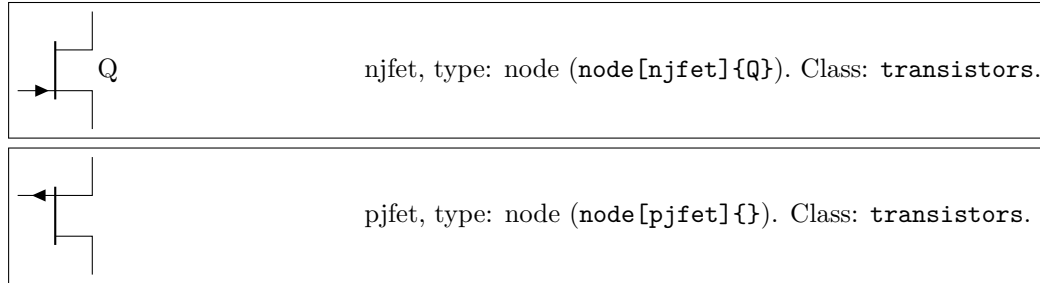 Q
njfet, type: node (node[njfet]{Q}). Class: transistors.
pjfet, type: node (node[pjfet]{}). Class: transistors.